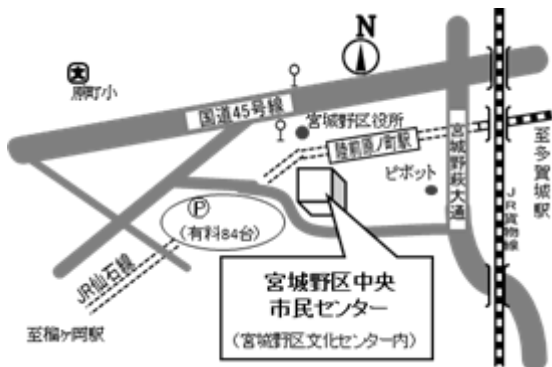 N
原町小
国道45号線
宮城野区役所
陸前原ノ町駅
至多賀城駅
宮城野萩大通
JR貨物線
ピボット
P
(有料84台)
JR仙石線
至榴ヶ岡駅
宮城野区中央
市民センター
(宮城野区文化センター内)